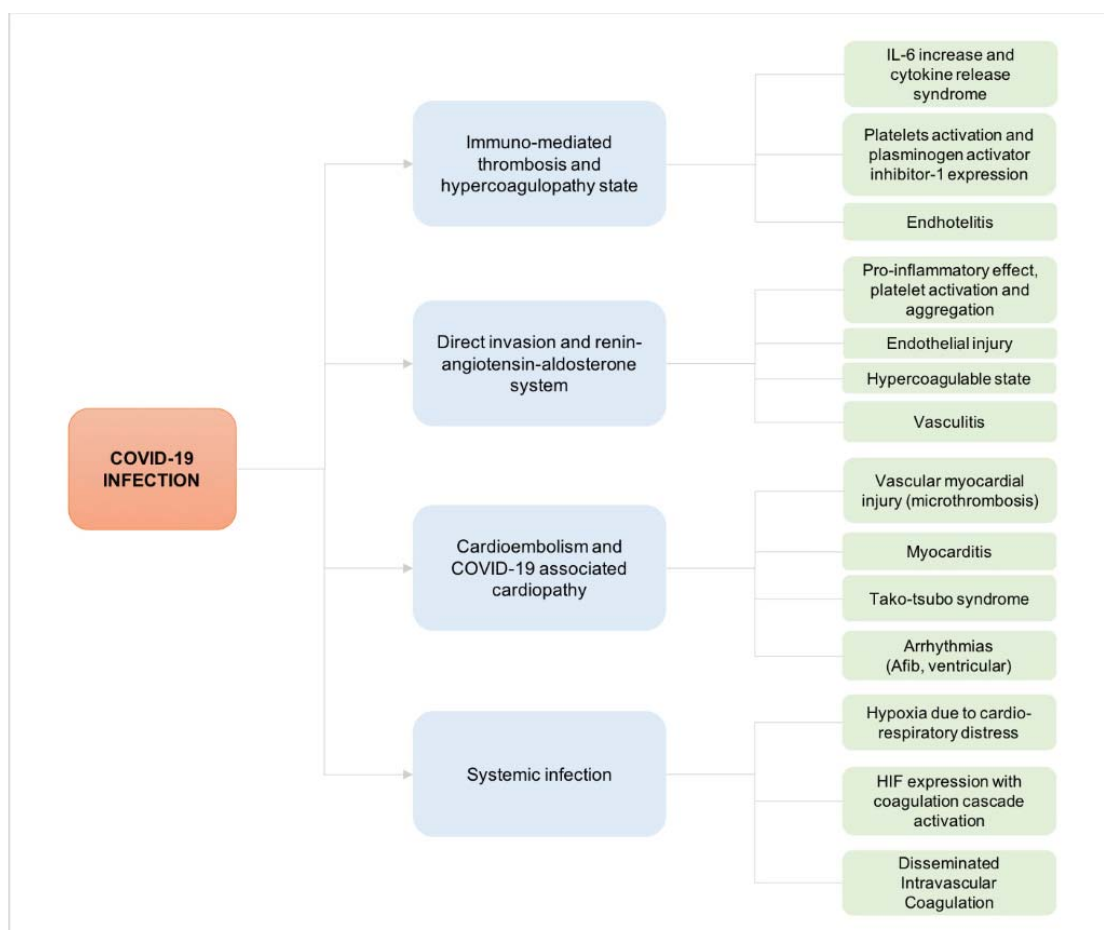 COVID-19
INFECTION
Immuno-mediated
thrombosis and
hypercoagulopathy state
IL-6 increase and
cytokine release
syndrome
Platelets activation and
plasminogen activator
inhibitor-1 expression
Endhotelitis
Direct invasion and renin-
angiotensin-aldosterone
system
Pro-inflammatory effect,
platelet activation and
aggregation
Endothelial injury
Hypercoagulable state
Vasculitis
Cardioembolism and
COVID-19 associated
cardiopathy
Vascular myocardial
injury (microthrombosis)
Myocarditis
Tako-tsubo syndrome
Arrhythmias
(Afib, ventricular)
Systemic infection
Hypoxia due to cardio-
respiratory distress
HIF expression with
coagulation cascade
activation
Disseminated
Intravascular
Coagulation